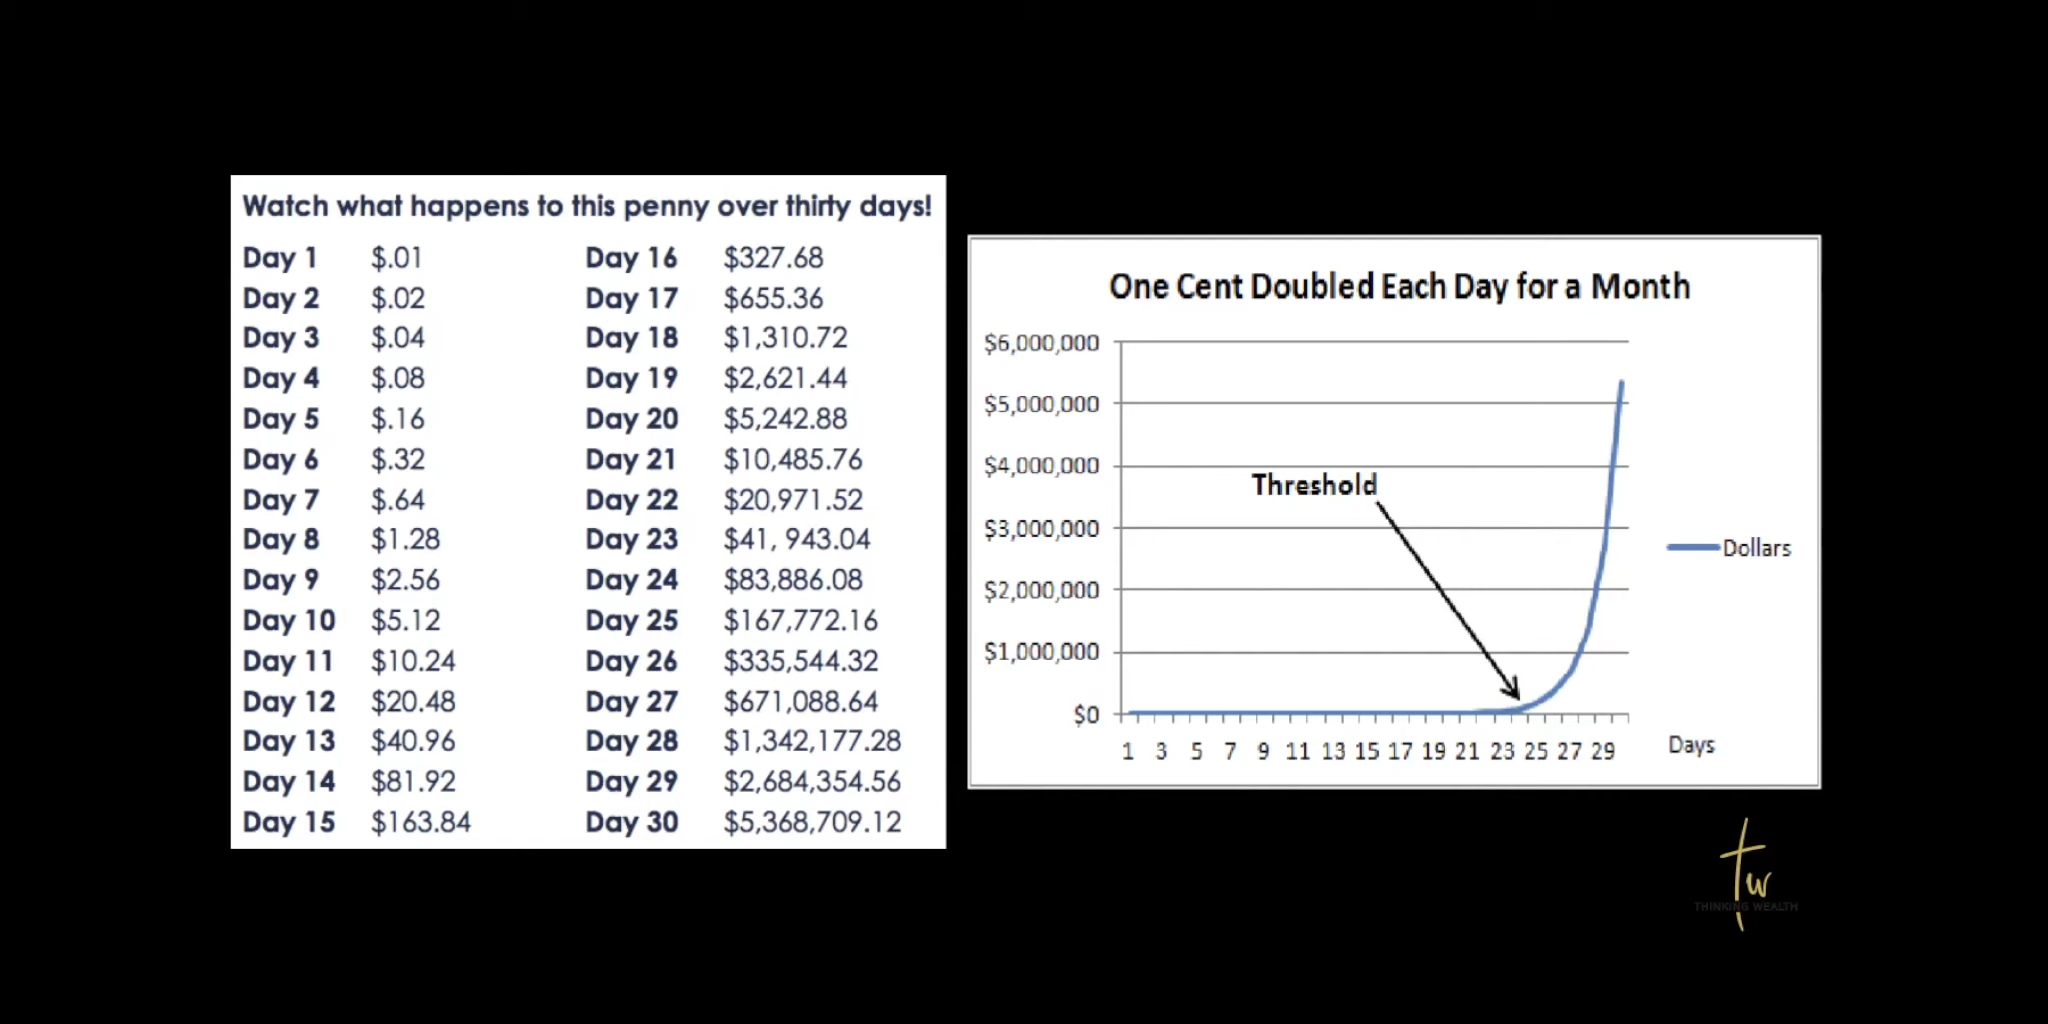 Watch what happens to this penny over thirty days!
Day 1 $.01
Day 2 $.02
Day 3 $.04
Day 4 $.08
Day 5 $.16
Day 6 $.32
Day 7 $.64
Day 8 $1.28
Day 9 $2.56
Day 10 $5.12
Day 11 $10.24
Day 12 $20.48
Day 13 $40.96
Day 14 $81.92
Day 15 $163.84
Day 16 $327.68
Day 17 $655.36
Day 18 $1,310.72
Day 19 $2,621.44
Day 20 $5,242.88
Day 21 $10,485.76
Day 22 $20,971.52
Day 23 $41, 943.04
Day 24 $83,886.08
Day 25 $167,772.16
Day 26 $335,544.32
Day 27 $671,088.64
Day 28 $1,342,177.28
Day 29 $2,684,354.56
Day 30 $5,368,709.12
One Cent Doubled Each Day for a Month
$6,000,000
$5,000,000
$4,000,000
$3,000,000
$2,000,000
$1,000,000
$0
Threshold
Dollars
1 3 5 7 9 11 13 15 17 19 21 23 25 27 29
Days
tw
THINKING WEALTH